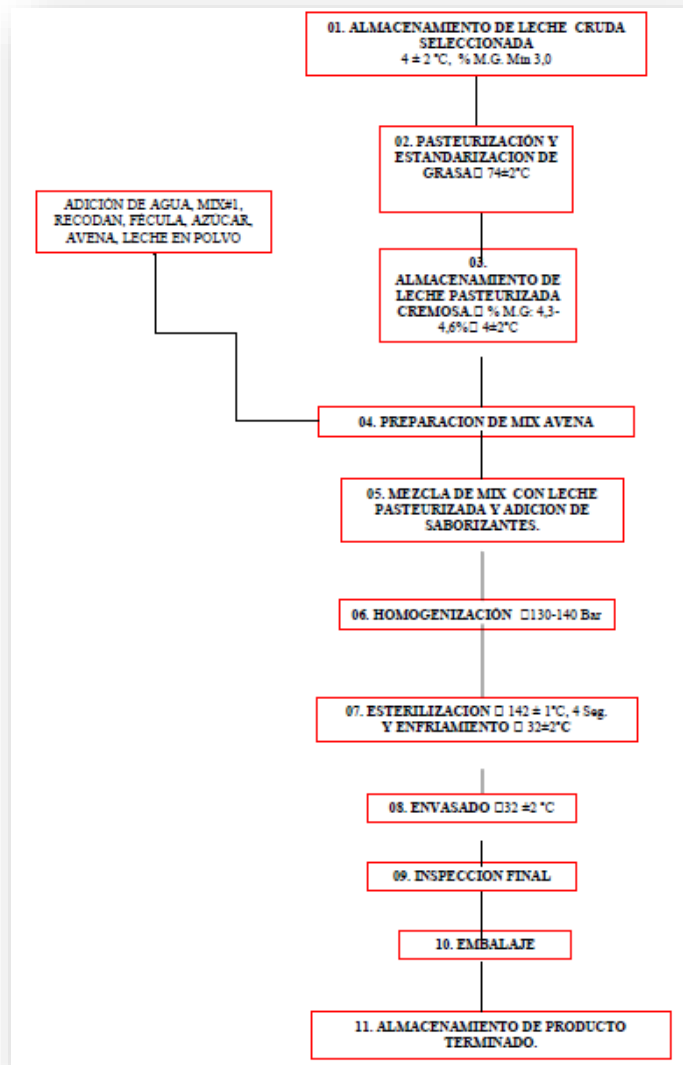 01. ALMACENAMIENTO DE LECHE CRUDA
SELECCIONADA
4 ± 2 °C, % M.G. Min 3,0
02. PASTEURIZACIÓN Y
ESTANDARIZACION DE
GRASA□ 74±2°C
ADICIÓN DE AGUA, MIX#1,
RECODAN, FÉCULA, AZÚCAR,
AVENA, LECHE EN POLVO
03.
ALMACENAMIENTO DE
LECHE PASTEURIZADA
CREMOSA.□ % M.G: 4,3-
4,6%□ 4±2°C
04. PREPARACION DE MIX AVENA
05. MEZCLA DE MIX CON LECHE
PASTEURIZADA Y ADICION DE
SABORIZANTES.
06. HOMOGENIZACIÓN □130-140 Bar
07. ESTERILIZACION □ 142 ± 1°C, 4 Seg.
Y ENFRIAMIENTO □ 32±2°C
08. ENVASADO □32 ±2 °C
09. INSPECCION FINAL
10. EMBALAJE
11. ALMACENAMIENTO DE PRODUCTO
TERMINADO.